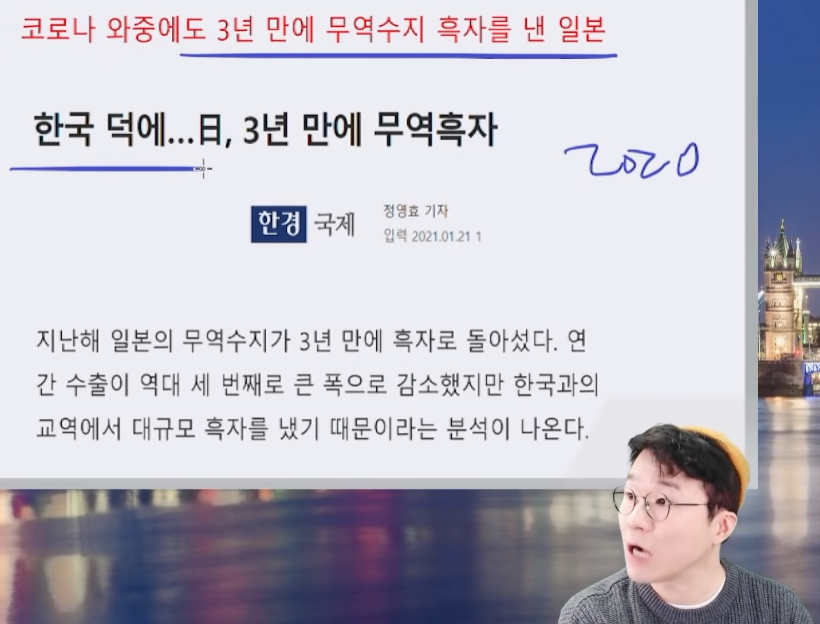 코로나 와중에도 3년 만에 무역수지 흑자를 낸 일본
한국 덕에...日, 3년 만에 무역흑자
2020
한경 국제
정영효 기자
입력 2021.01.21 1
지난해 일본의 무역수지가 3년 만에 흑자로 돌아섰다. 연
간 수출이 역대 세 번째로 큰 폭으로 감소했지만 한국과의
교역에서 대규모 흑자를 냈기 때문이라는 분석이 나온다.